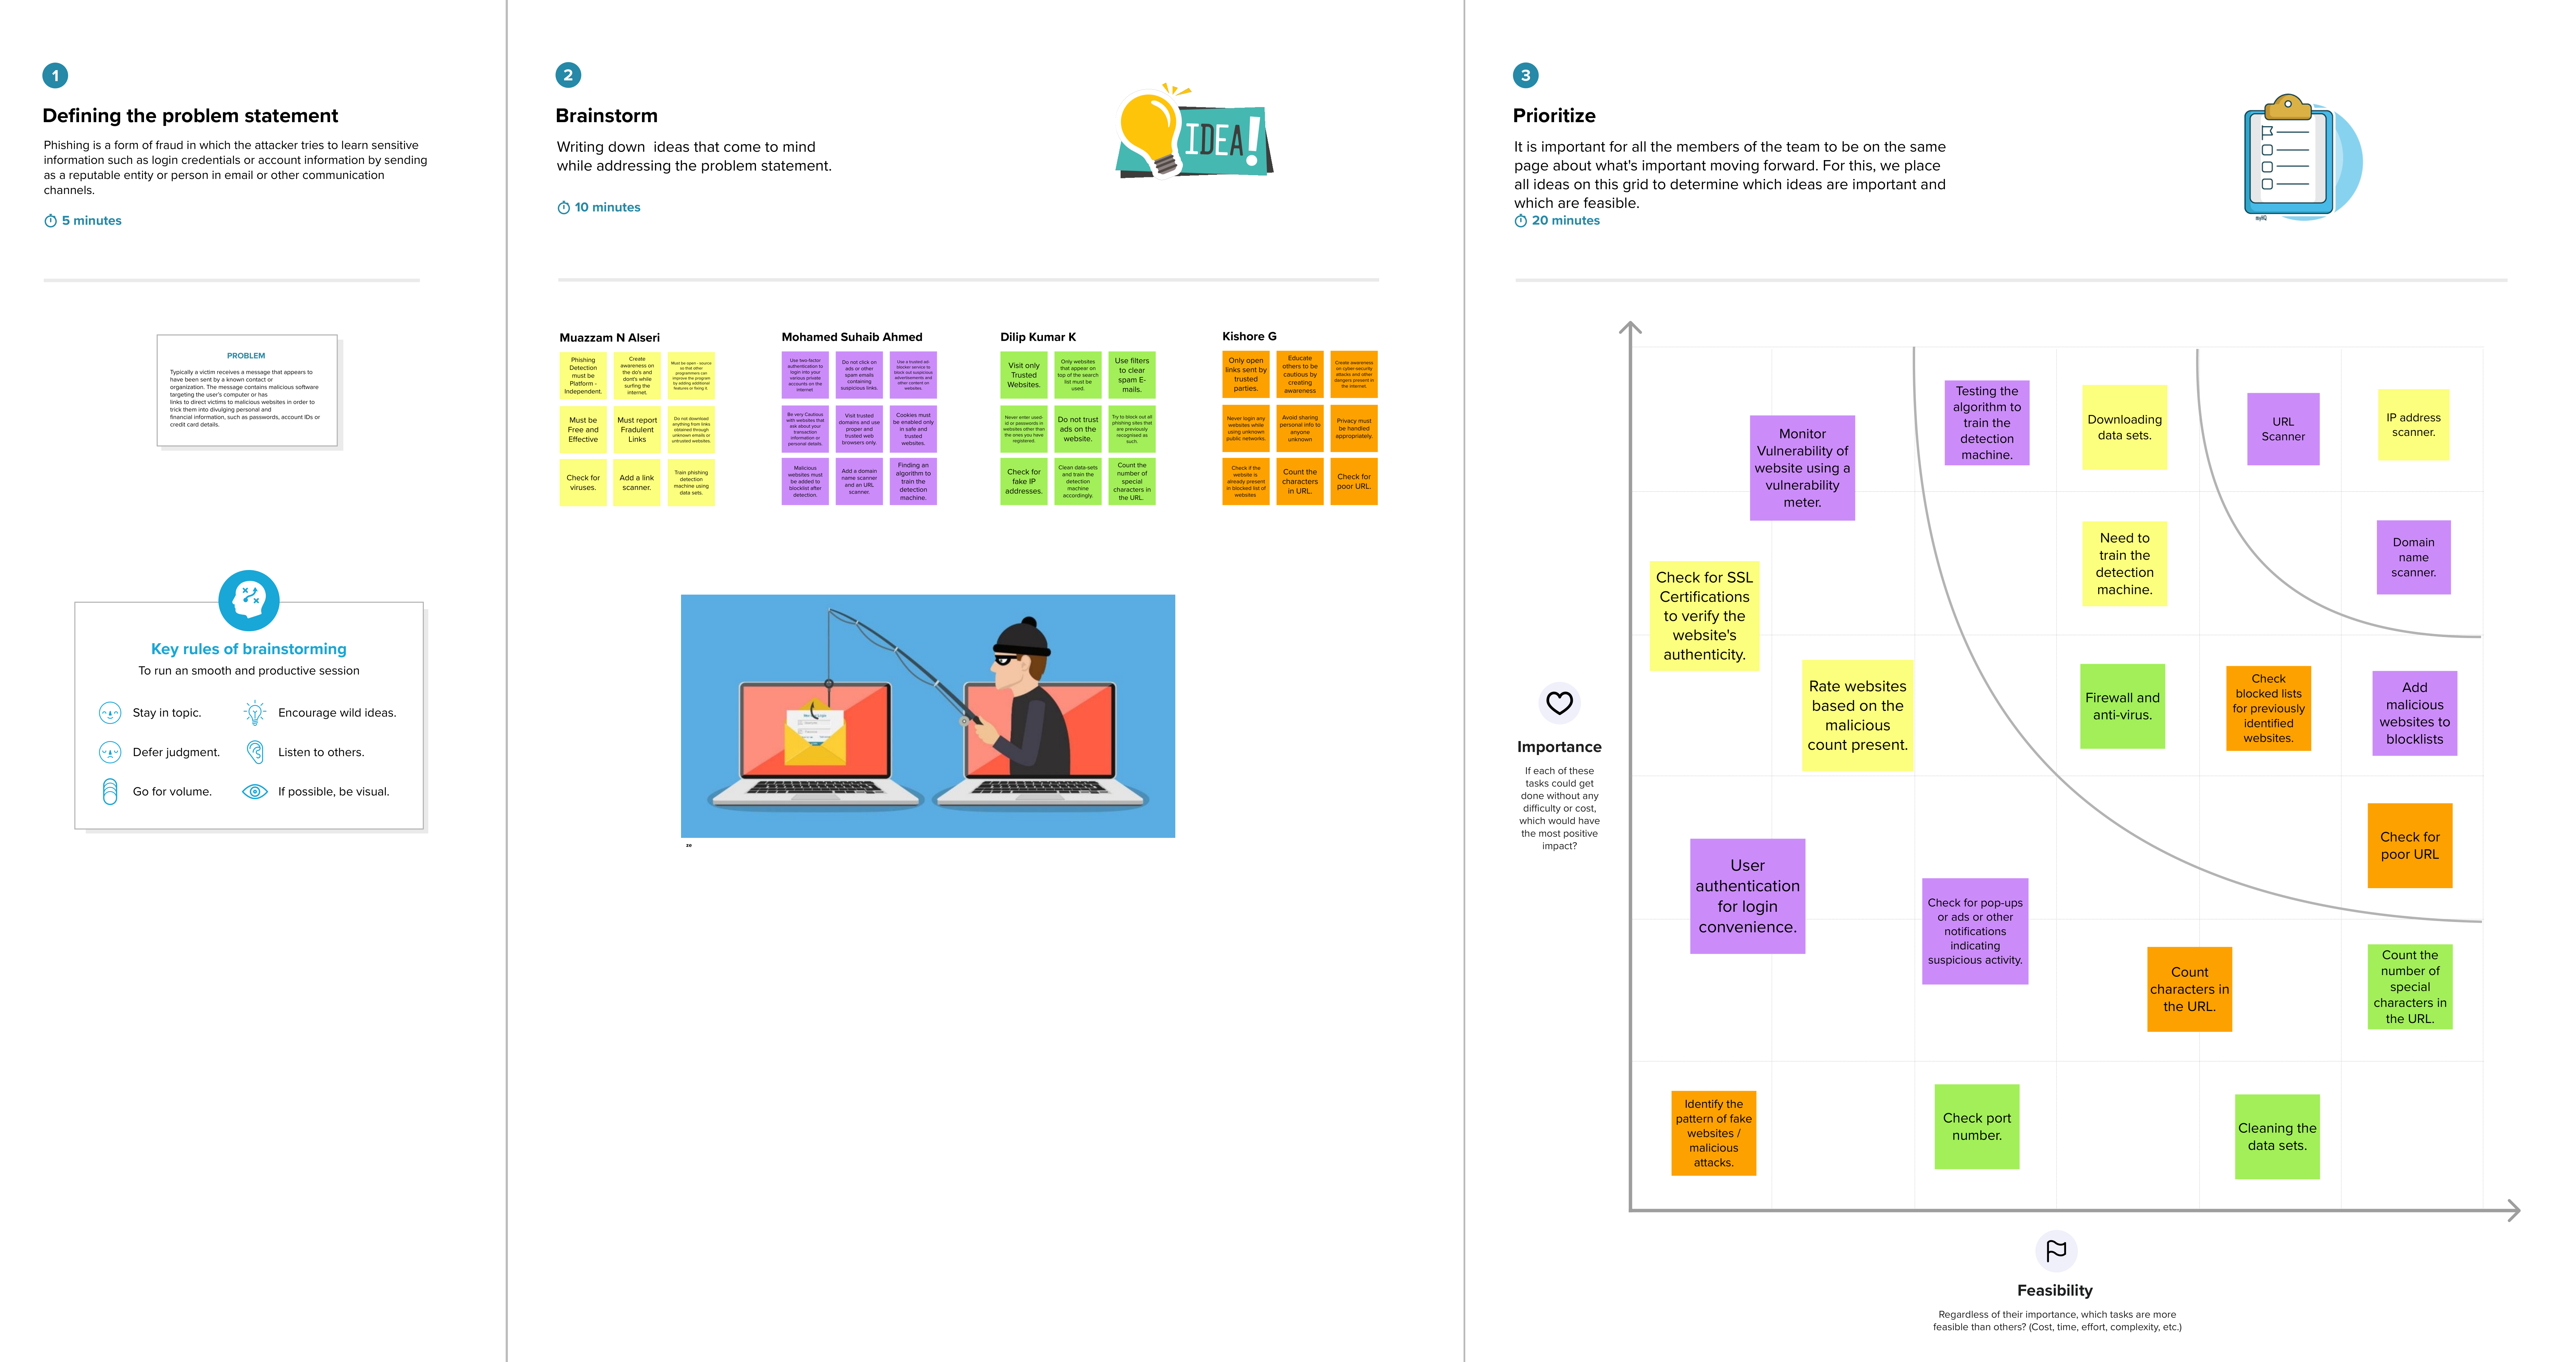 1
Defining the problem statement
Phishing is a form of fraud in which the attacker tries to learn sensitive
information such as login credentials or account information by sending
as a reputable entity or person in email or other communication
channels.
5 minutes
PROBLEM
Typically a victim receives a message that appears to
have been sent by a known contact or
organization. The message contains malicious software
targeting the user's computer or has
links to direct victims to malicious websites in order to
trick them into divulging personal and
financial information, such as passwords, account IDs or
credit card details.
Key rules of brainstorming
To run an smooth and productive session
Stay in topic.
Encourage wild ideas.
Defer judgment.
Listen to others.
Go for volume.
If possible, be visual.
2
Brainstorm
Writing down  ideas that come to mind
while addressing the problem statement.
10 minutes
IDEA!
Muazzam N Alseri
Phishing
Detection
must be
Platform -
Independent.
Create
awareness on
the do's and
dont's while
surfing the
internet.
Must be open - source
so that other
programmers can
improve the program
by adding additional
features or fixing it.
Must be
Free and
Effective
Must report
Fradulent
Links
Do not download
anything from links
obtained through
unknown emails or
untrusted websites.
Check for
viruses.
Add a link
scanner.
Train phishing
detection
machine using
data sets.
Mohamed Suhaib Ahmed
Use two-factor
authentication to
login into your
various private
accounts on the
internet
Do not click on
ads or other
spam emails
containing
suspicious links.
Use a trusted ad-
blocker service to
block out suspicious
advertisements and
other content on
websites.
Be very Cautious
with websites that
ask about your
transaction
information or
personal details.
Visit trusted
domains and use
proper and
trusted web
browsers only.
Cookies must
be enabled only
in safe and
trusted
websites.
Malicious
websites must
be added to
blocklist after
detection.
Add a domain
name scanner
and an URL
scanner.
Finding an
algorithm to
train the
detection
machine.
Dilip Kumar K
Visit only
Trusted
Websites.
Only websites
that appear on
top of the search
list must be
used.
Use filters
to clear
spam E-
mails.
Never enter used-
id or passwords in
websites other than
the ones you have
registered.
Do not trust
ads on the
website.
Try to block out all
phishing sites that
are previously
recognised as
such.
Check for
fake IP
addresses.
Clean data-sets
and train the
detection
machine
accordingly.
Count the
number of
special
characters in
the URL.
Kishore G
Only open
links sent by
trusted
parties.
Educate
others to be
cautious by
creating
awareness
Create awareness
on cyber-security
attacks and other
dangers present in
the internet.
Never login any
websites while
using unknown
public networks.
Avoid sharing
personal info to
anyone
unknown
Privacy must
be handled
appropriately.
Check if the
website is
already present
in blocked list of
websites
Count the
characters
in URL.
Check for
poor URL.
3
Prioritize
It is important for all the members of the team to be on the same
page about what's important moving forward. For this, we place
all ideas on this grid to determine which ideas are important and
which are feasible.
20 minutes
Monitor
Vulnerability of
website using a
vulnerability
meter.
Testing the
algorithm to
train the
detection
machine.
Downloading
data sets.
URL
Scanner
IP address
scanner.
Need to
train the
detection
machine.
Domain
name
scanner.
Check for SSL
Certifications
to verify the
website's
authenticity.
Rate websites
based on the
malicious
count present.
Firewall and
anti-virus.
Check
blocked lists
for previously
identified
websites.
Add
malicious
websites to
blocklists
Importance
If each of these
tasks could get
done without any
difficulty or cost,
which would have
the most positive
impact?
Check for
poor URL
User
authentication
for login
convenience.
Check for pop-ups
or ads or other
notifications
indicating
suspicious activity.
Count
characters in
the URL.
Count the
number of
special
characters in
the URL.
Identify the
pattern of fake
websites /
malicious
attacks.
Check port
number.
Cleaning the
data sets.
Feasibility
Regardless of their importance, which tasks are more
feasible than others? (Cost, time, effort, complexity, etc.)